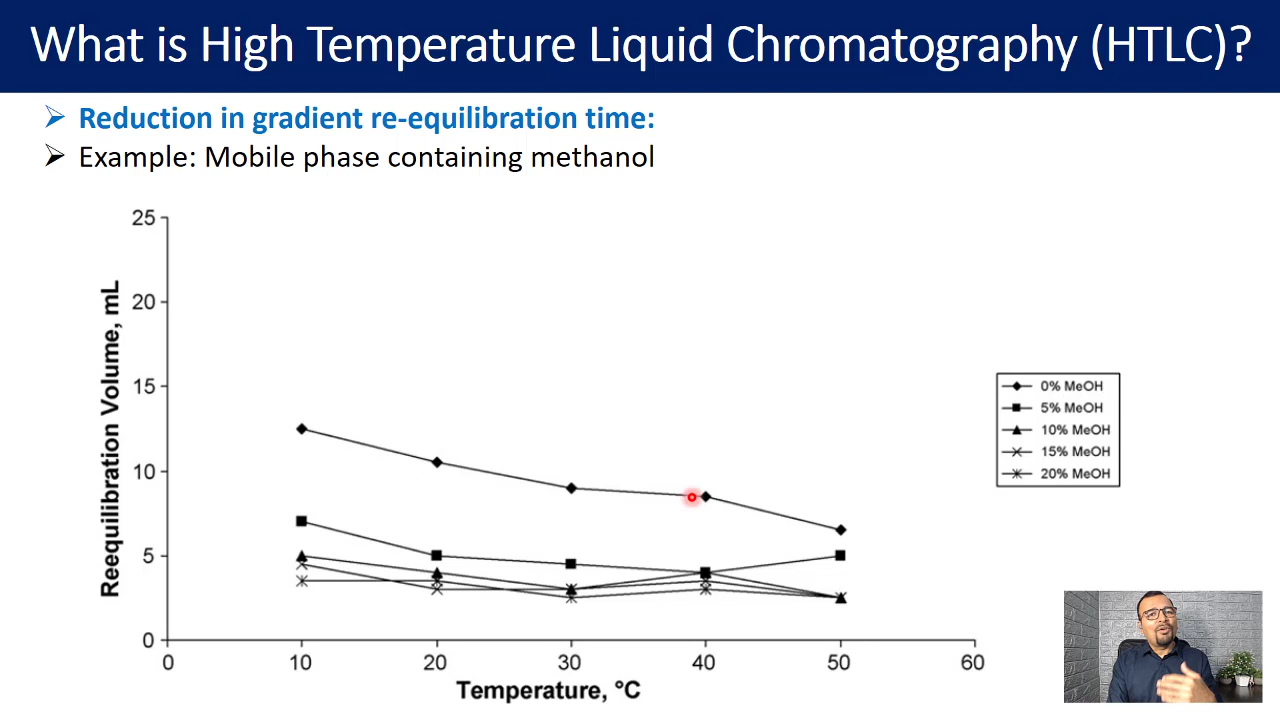 What is High Temperature Liquid Chromatography (HTLC)?
Reduction in gradient re-equilibration time:
Example: Mobile phase containing methanol
25
20
15
10
5
0
Reequilibration Volume, mL
0 10 20 30 40 50 60
Temperature, °C
0% MeOH
5% MeOH
10% MeOH
15% MeOH
20% MeOH